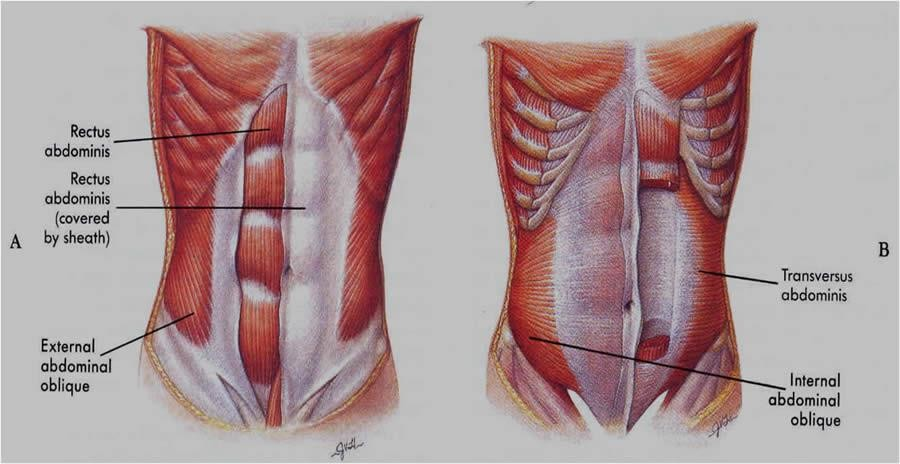 Rectus
abdominis
Rectus
abdominis
(covered
by sheath)
A
External
abdominal
oblique
B
Transversus
abdominis
Internal
abdominal
oblique